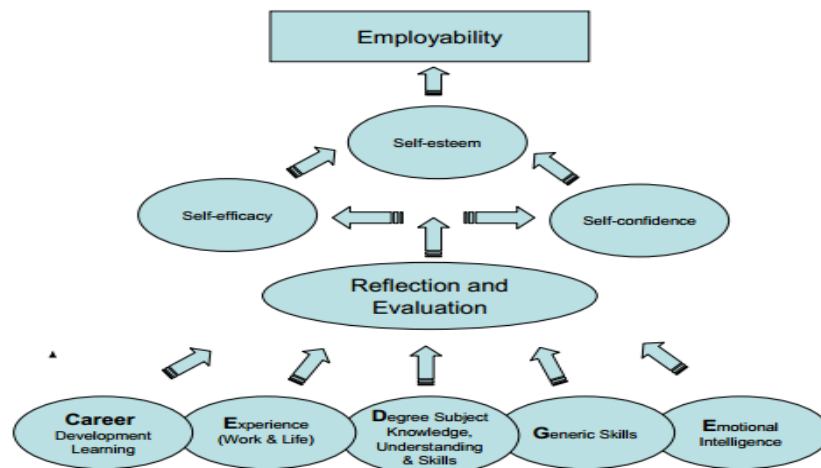 Employability
Self-esteem
Self-efficacy
Self-confidence
Reflection and
Evaluation
Career
Development
Learning
Experience
(Work & Life)
Degree Subject
Knowledge,
Understanding
& Skills
Generic Skills
Emotional
Intelligence